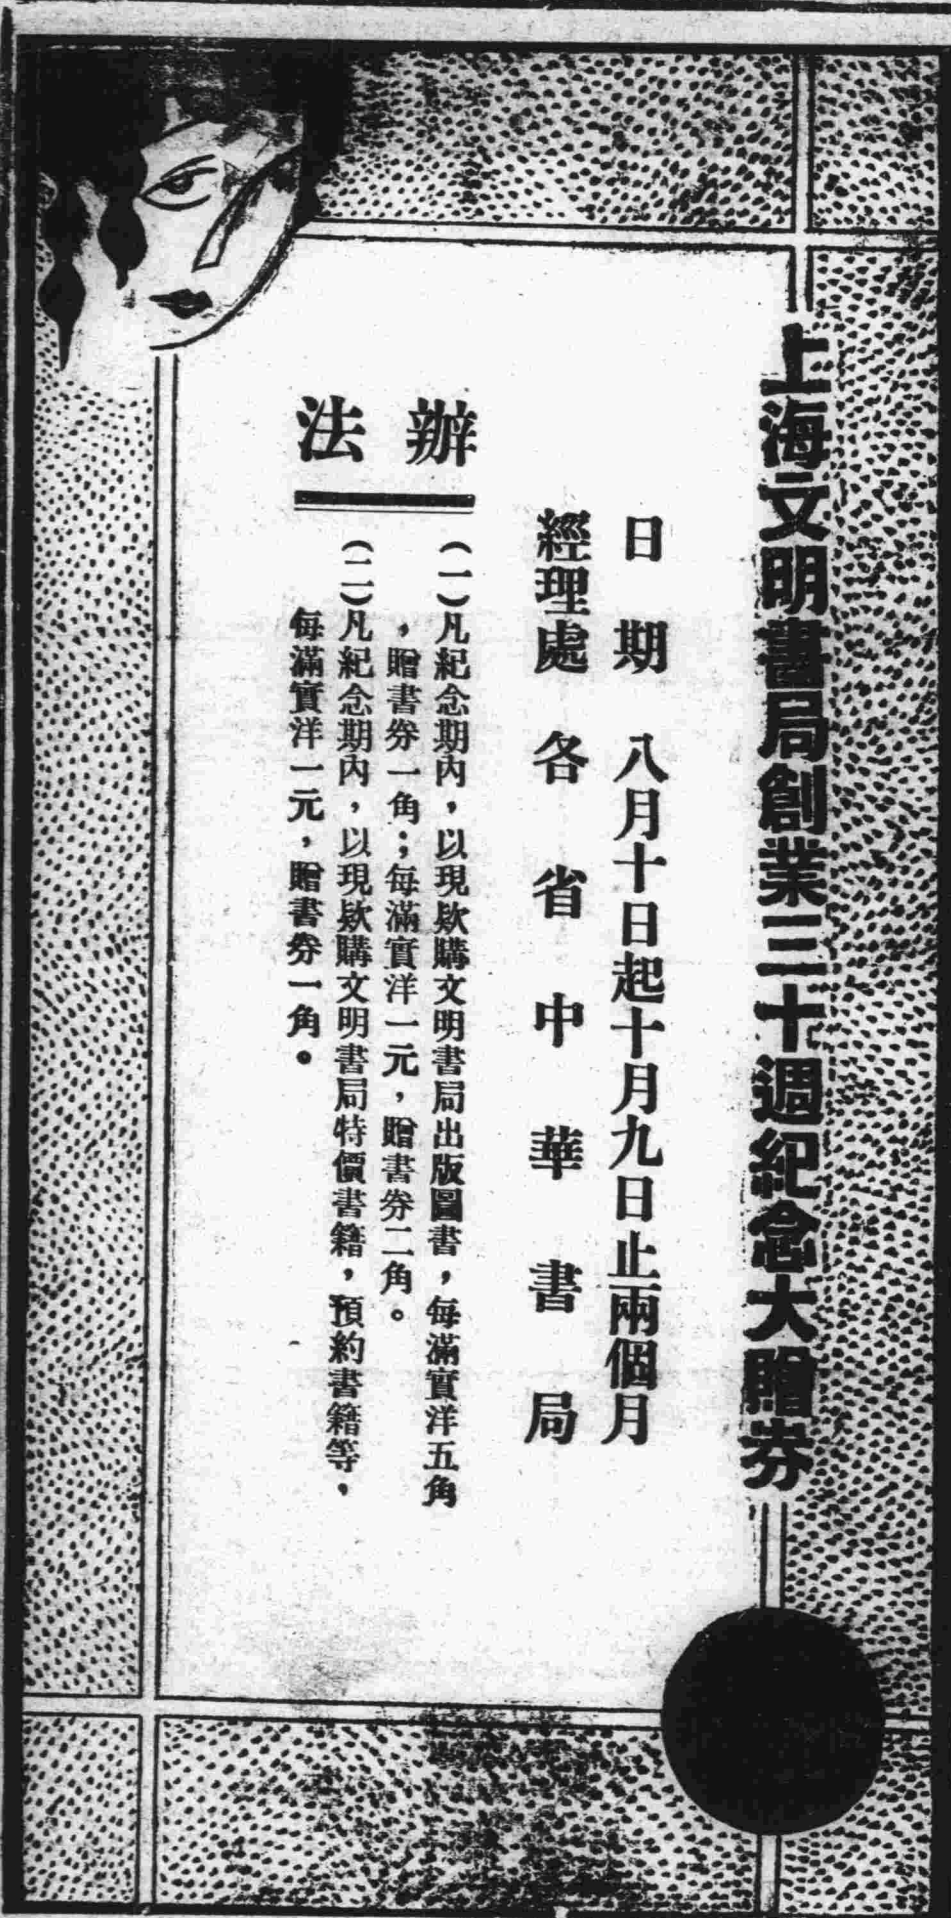 上海文明書局創業三十週紀念大贈券
日期 八月十日起十月九日止兩個月
經理處 各省中華書局
辦法
(一)凡紀念期內,以現欵購文明書局出版圖書,每滿實洋五角
,贈書券一角;每滿實洋一元,贈書券二角。
(二)凡紀念期內,以現欵購文明書局特價書籍,預約書籍等,
每滿實洋一元,贈書券一角。